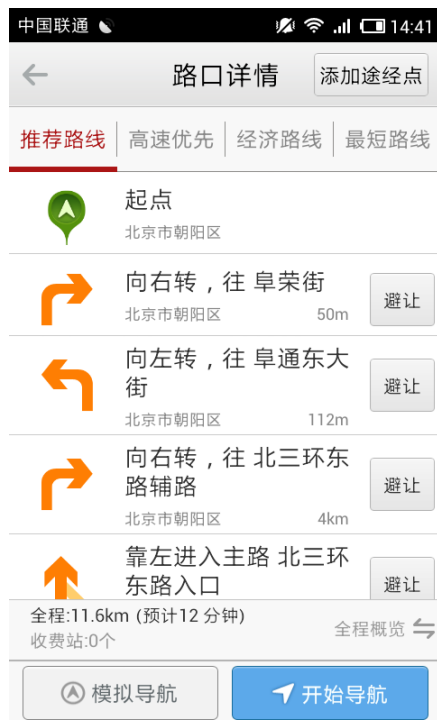 中国联通 14:41
路口详情 添加途经点
推荐路线 高速优先 经济路线 最短路线
起点
北京市朝阳区
向右转，往 阜荣街
北京市朝阳区 50m
避让
向左转，往 阜通东大
街
北京市朝阳区 112m
避让
向右转，往 北三环东
路辅路
北京市朝阳区 4km
避让
靠左进入主路 北三环
东路入口
避让
全程:11.6km (预计12 分钟)
收费站:0个
全程概览
模拟导航 开始导航